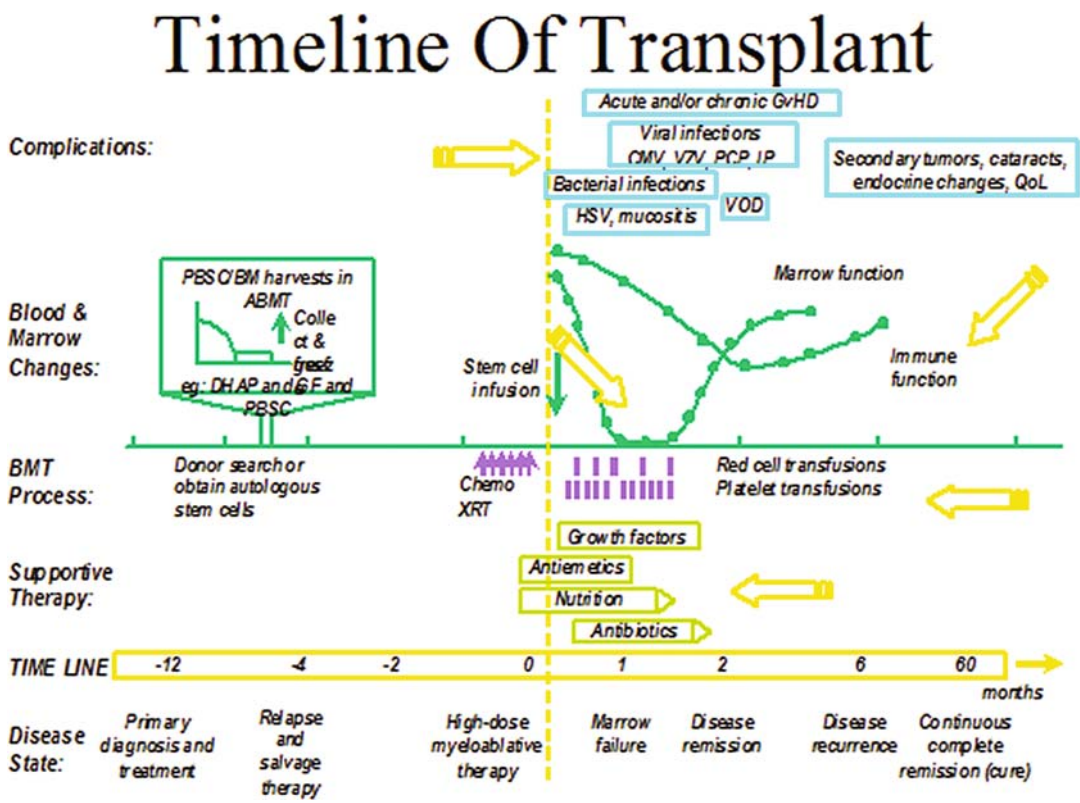 Timeline Of Transplant
Complications:
Acute and/or chronic GvHD
Viral infections
CMV, VZV, PCP, IP
Bacterial infections
HSV, mucositis
VOD
Secondary tumors, cataracts,
endocrine changes, QoL
Blood &
Marrow
Changes:
PBSC/BM harvests in
ABMT
Colle
ct &
eg: DHAP and GF and
PBSC
Stem cell
infusion
Marrow function
Immune
function
BMT
Process:
Donor search or
obtain autologous
stem cells
Chemo
XRT
Red cell transfusions
Platelet transfusions
Supportive
Therapy:
Growth factors
Antiemetics
Nutrition
Antibiotics
TIME LINE
-12 -4 -2 0 1 2 6 60
months
Disease
State:
Primary
diagnosis and
treatment
Relapse
and
salvage
therapy
High-dose
myeloablative
therapy
Marrow
failure
Disease
remission
Disease
recurrence
Continuous
complete
remission (cure)